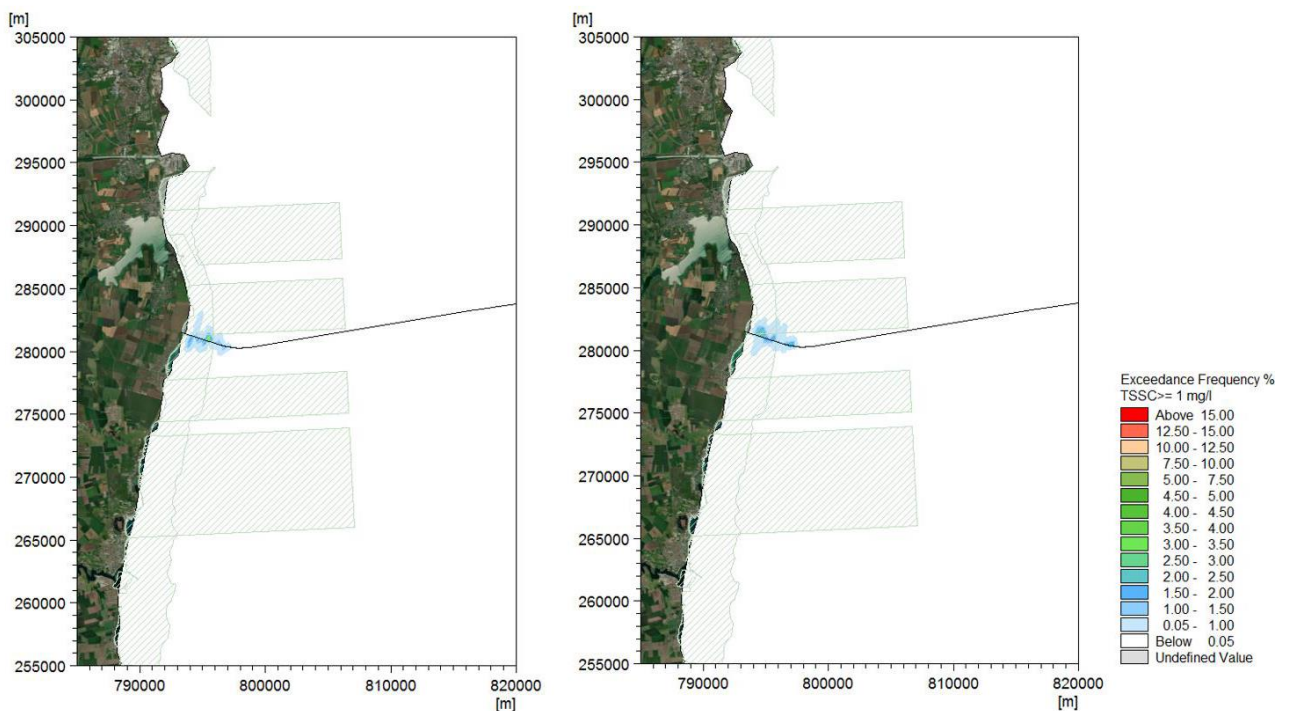 [m]
305000
300000
295000
290000
285000
280000
275000
270000
265000
260000
255000
790000 800000 810000 820000
[m]
[m]
305000
300000
295000
290000
285000
280000
275000
270000
265000
260000
255000
790000 800000 810000 820000
[m]
Exceedance Frequency %
TSSC>= 1 mg/l
Above 15.00
12.50 - 15.00
10.00 - 12.50
7.50 - 10.00
5.00 - 7.50
4.50 - 5.00
4.00 - 4.50
3.50 - 4.00
3.00 - 3.50
2.50 - 3.00
2.00 - 2.50
1.50 - 2.00
1.00 - 1.50
0.05 - 1.00
Below 0.05
Undefined Value